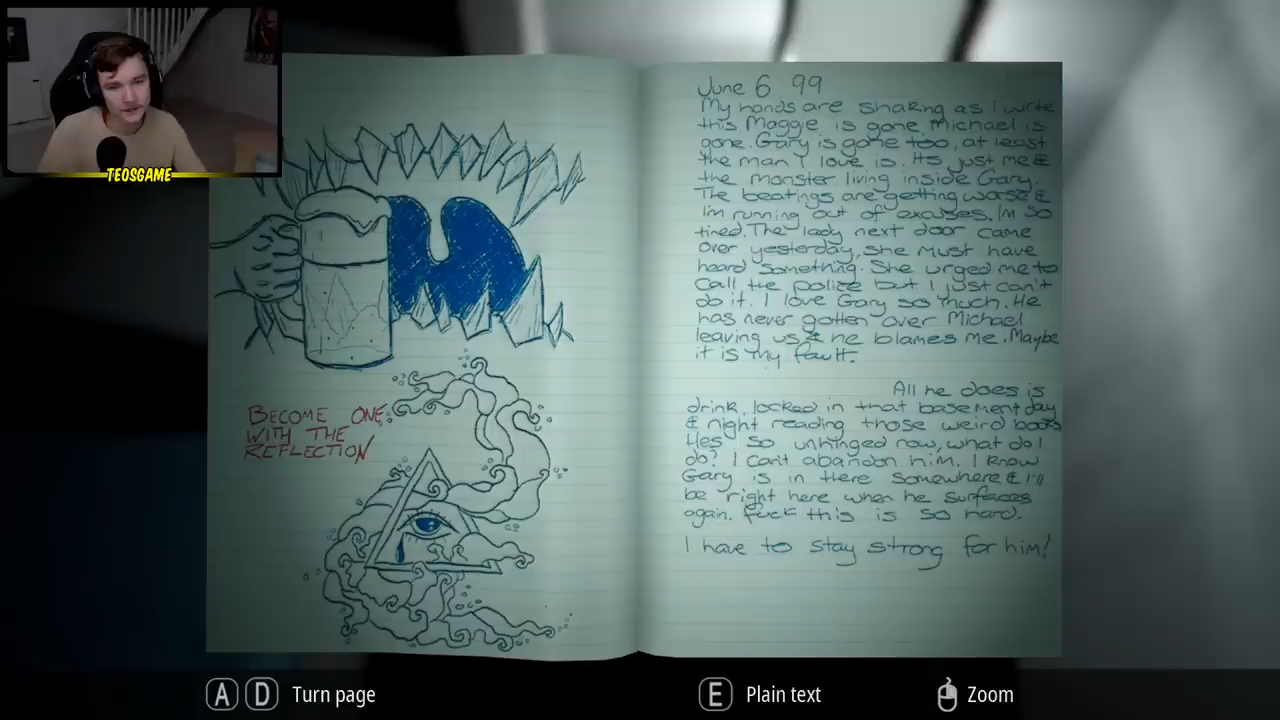 TEOSGAME
BECOME ONE
WITH THE
REFLECTION
June 6 99
My hands are shaking as I write
this Maggie is gone, Michael is
gone. Gary is gone too, at least
the man I love is. Its just me &
the monster living inside Gary.
The beatings are getting worse &
I'm running out of excuses. Im so
tired. The lady next door came
over yesterday, she must have
heard something. She urged me to
call the police but I just can't
do it. I love Gary so much. He
has never gotten over Michael
leaving us & he blames me. Maybe
it is my fault.
All he does is
drink, locked in that basement day
& night reading those weird books
Hes so unhinged now, what do I
do? I cant abandon him. I know
Gary is in there somewhere & I'll
be right here when he surfaces
again. Fuck this is so hard.
I have to stay strong for him!
A D Turn page
E Plain text
Zoom